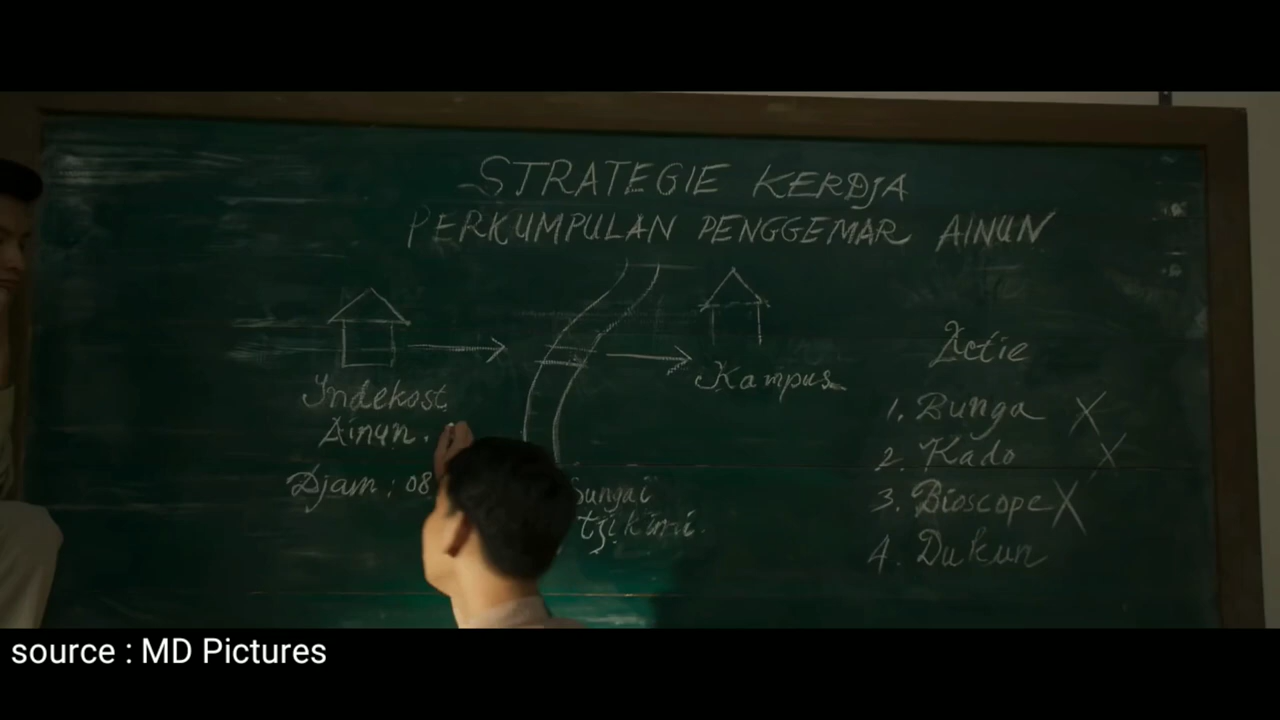 STRATEGIE KERDJA
PERKUMPULAN PENGGEMAR AINUN
Indekost
Ainun.
Djam : 08
Sungai
tjikini.
Kampus
Actie
1. Bunga X
2. Kado X
3. Bioscope X
4. Dukun
source : MD Pictures